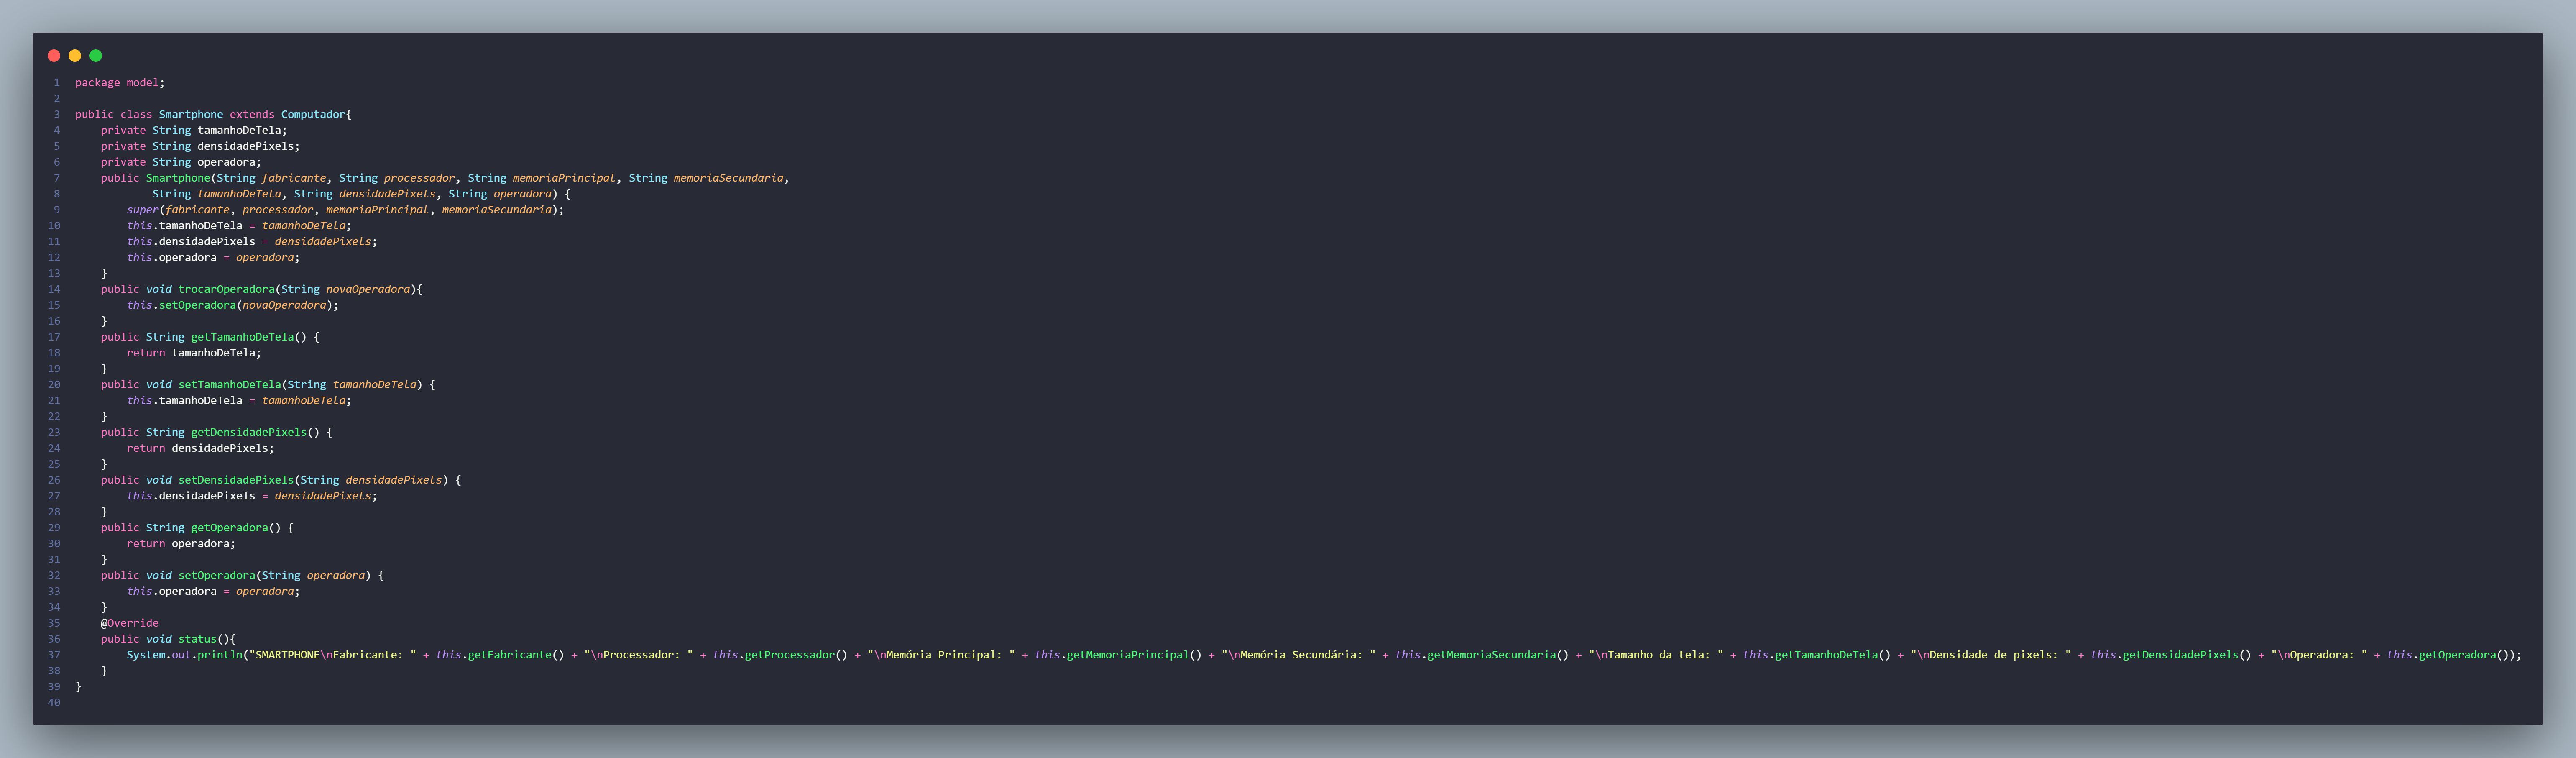 1 package model;
2
3 public class Smartphone extends Computador{
4     private String tamanhoDeTela;
5     private String densidadePixels;
6     private String operadora;
7     public Smartphone(String fabricante, String processador, String memoriaPrincipal, String memoriaSecundaria,
8             String tamanhoDeTela, String densidadePixels, String operadora) {
9         super(fabricante, processador, memoriaPrincipal, memoriaSecundaria);
10         this.tamanhoDeTela = tamanhoDeTela;
11         this.densidadePixels = densidadePixels;
12         this.operadora = operadora;
13     }
14     public void trocarOperadora(String novaOperadora){
15         this.setOperadora(novaOperadora);
16     }
17     public String getTamanhoDeTela() {
18         return tamanhoDeTela;
19     }
20     public void setTamanhoDeTela(String tamanhoDeTela) {
21         this.tamanhoDeTela = tamanhoDeTela;
22     }
23     public String getDensidadePixels() {
24         return densidadePixels;
25     }
26     public void setDensidadePixels(String densidadePixels) {
27         this.densidadePixels = densidadePixels;
28     }
29     public String getOperadora() {
30         return operadora;
31     }
32     public void setOperadora(String operadora) {
33         this.operadora = operadora;
34     }
35     @Override
36     public void status(){
37         System.out.println("SMARTPHONE\nFabricante: " + this.getFabricante() + "\nProcessador: " + this.getProcessador() + "\nMemória Principal: " + this.getMemoriaPrincipal() + "\nMemória Secundária: " + this.getMemoriaSecundaria() + "\nTamanho da tela: " + this.getTamanhoDeTela() + "\nDensidade de pixels: " + this.getDensidadePixels() + "\nOperadora: " + this.getOperadora());
38     }
39 }
40